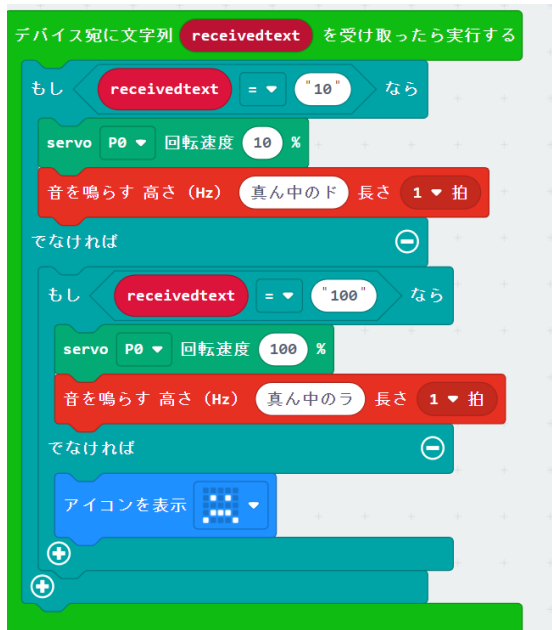 デバイス宛に文字列 receivedtext を受け取ったら実行する
もし receivedtext = "10" なら
servo P0 回転速度 10 %
音を鳴らす 高さ (Hz) 真ん中のド 長さ 1 拍
でなければ
もし receivedtext = "100" なら
servo P0 回転速度 100 %
音を鳴らす 高さ (Hz) 真ん中のラ 長さ 1 拍
でなければ
アイコンを表示